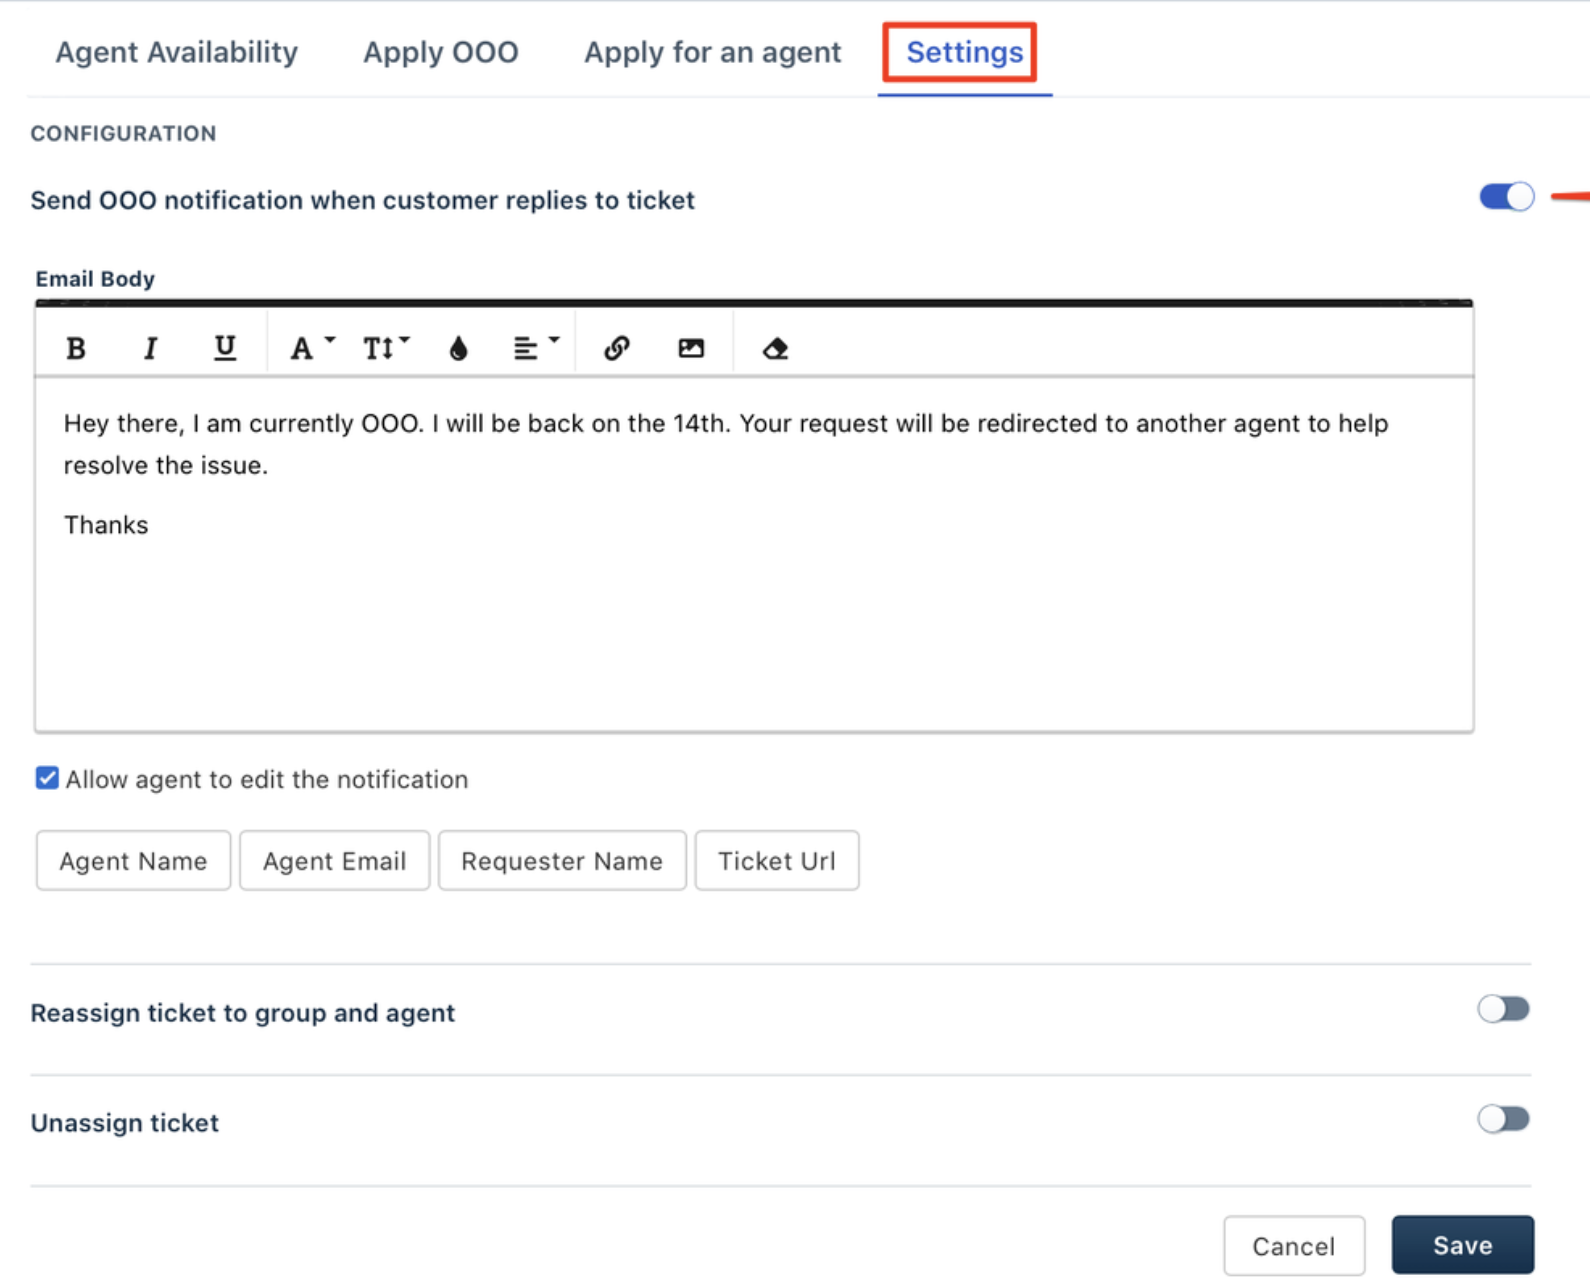 Agent Availability Apply OOO Apply for an agent Settings
CONFIGURATION
Send OOO notification when customer replies to ticket
Email Body
B I U A T
Hey there, I am currently OOO. I will be back on the 14th. Your request will be redirected to another agent to help
resolve the issue.
Thanks
Allow agent to edit the notification
Agent Name Agent Email Requester Name Ticket Url
Reassign ticket to group and agent
Unassign ticket
Cancel Save